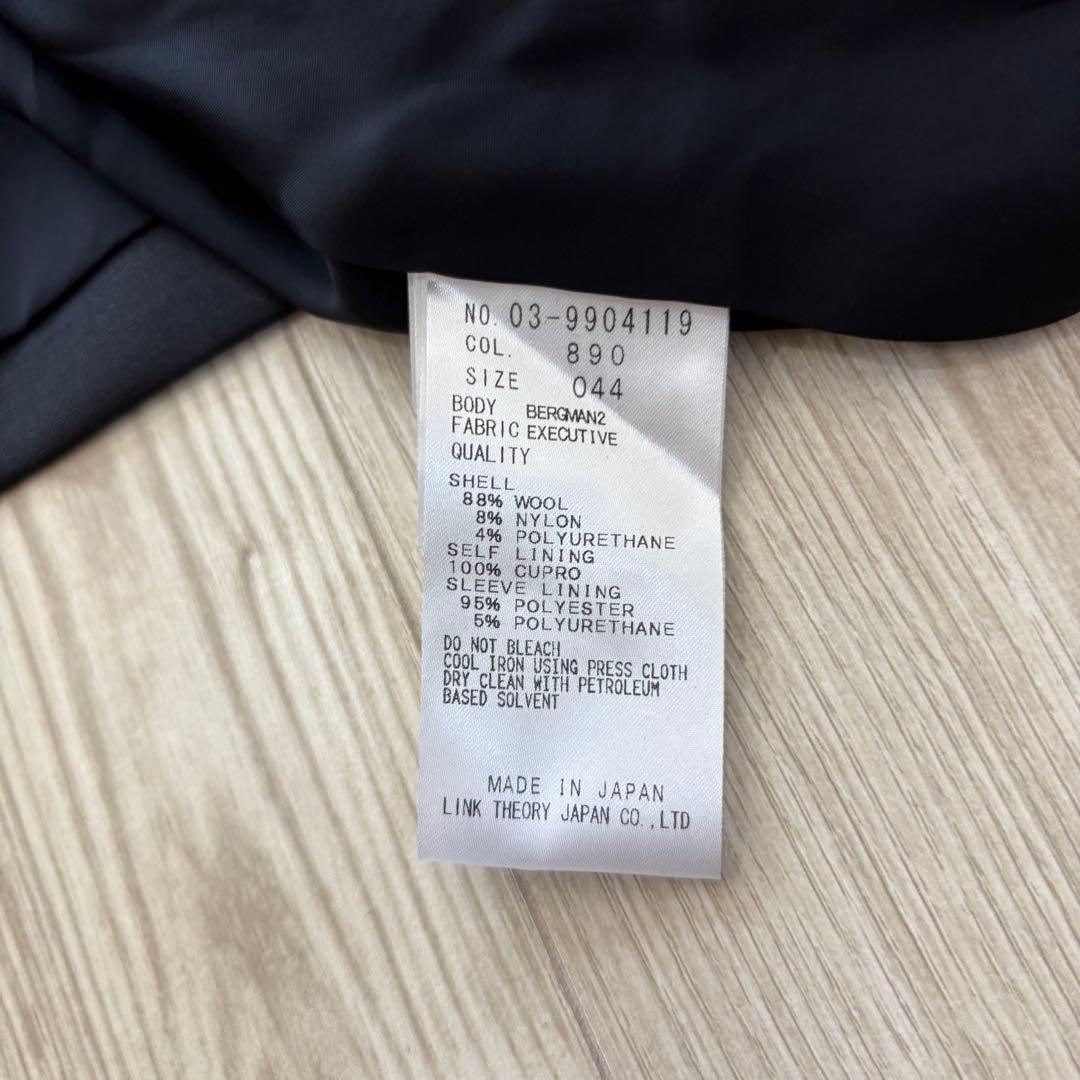 NO. 03-9904119
COL. 890
SIZE 044
BODY BERGMAN2
FABRIC EXECUTIVE
QUALITY
SHELL
88% WOOL
8% NYLON
4% POLYURETHANE
SELF LINING
100% CUPRO
SLEEVE LINING
95% POLYESTER
5% POLYURETHANE
DO NOT BLEACH
COOL IRON USING PRESS CLOTH
DRY CLEAN WITH PETROLEUM
BASED SOLVENT
MADE IN JAPAN
LINK THEORY JAPAN CO.,LTD